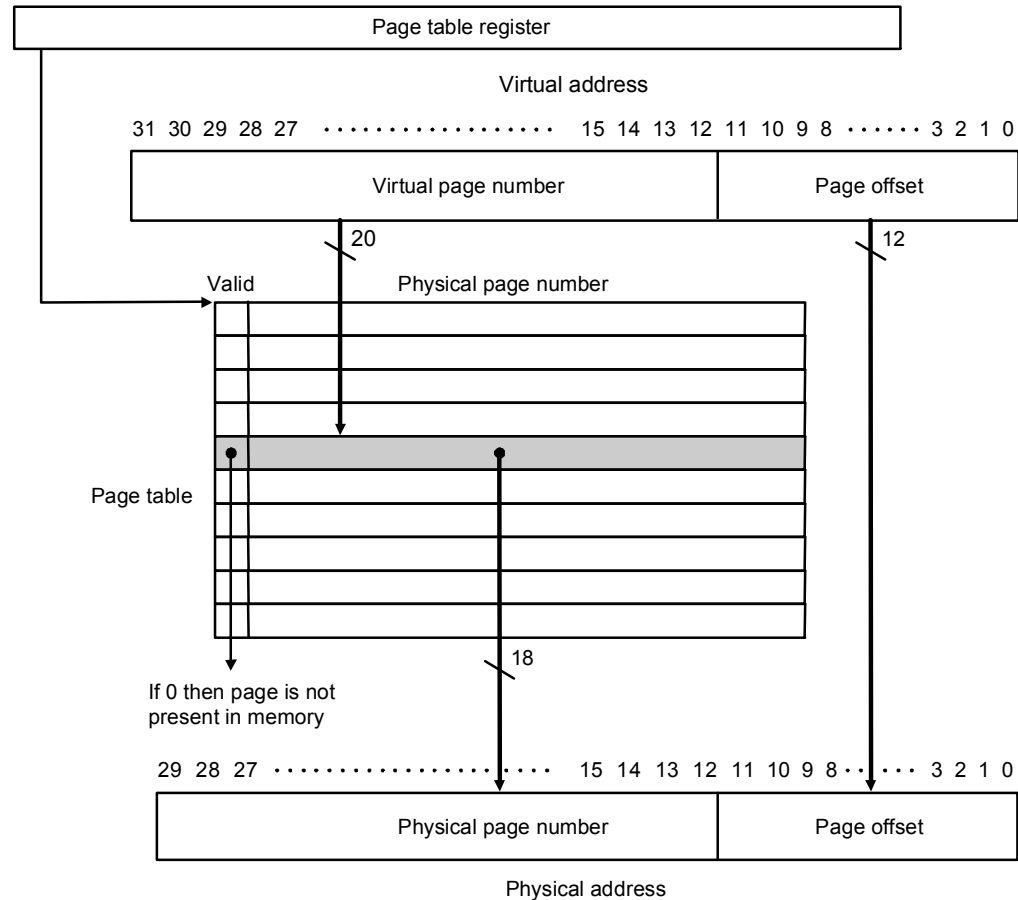 Page table register
Virtual address
31 30 29 28 27 · · · · · · · · · · · · · · · · · · · 15 14 13 12 11 10 9 8 · · · · · · 3 2 1 0
Virtual page number Page offset
20 12
Valid Physical page number
Page table
18
If 0 then page is not
present in memory
29 28 27 · · · · · · · · · · · · · · · · · · · · · · · 15 14 13 12 11 10 9 8 · · · · · · 3 2 1 0
Physical page number Page offset
Physical address